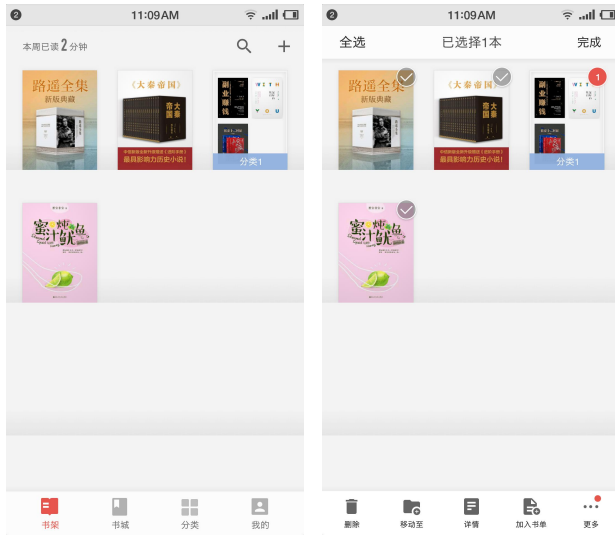 2
11:09AM
本周已读2分钟
路遥全集
新版典藏
《大秦帝国》
大秦
帝国
最具影响力历史小说!
副业赚钱
WITH
YOU
分类1
蜜汁炖鱿鱼
书架
书城
分类
我的
2
11:09AM
全选
已选择1本
完成
路遥全集
新版典藏
《大秦帝国》
大秦
帝国
最具影响力历史小说!
副业赚钱
WITH
YOU
1
分类1
蜜汁炖鱿鱼
删除
移动至
详情
加入书单
更多